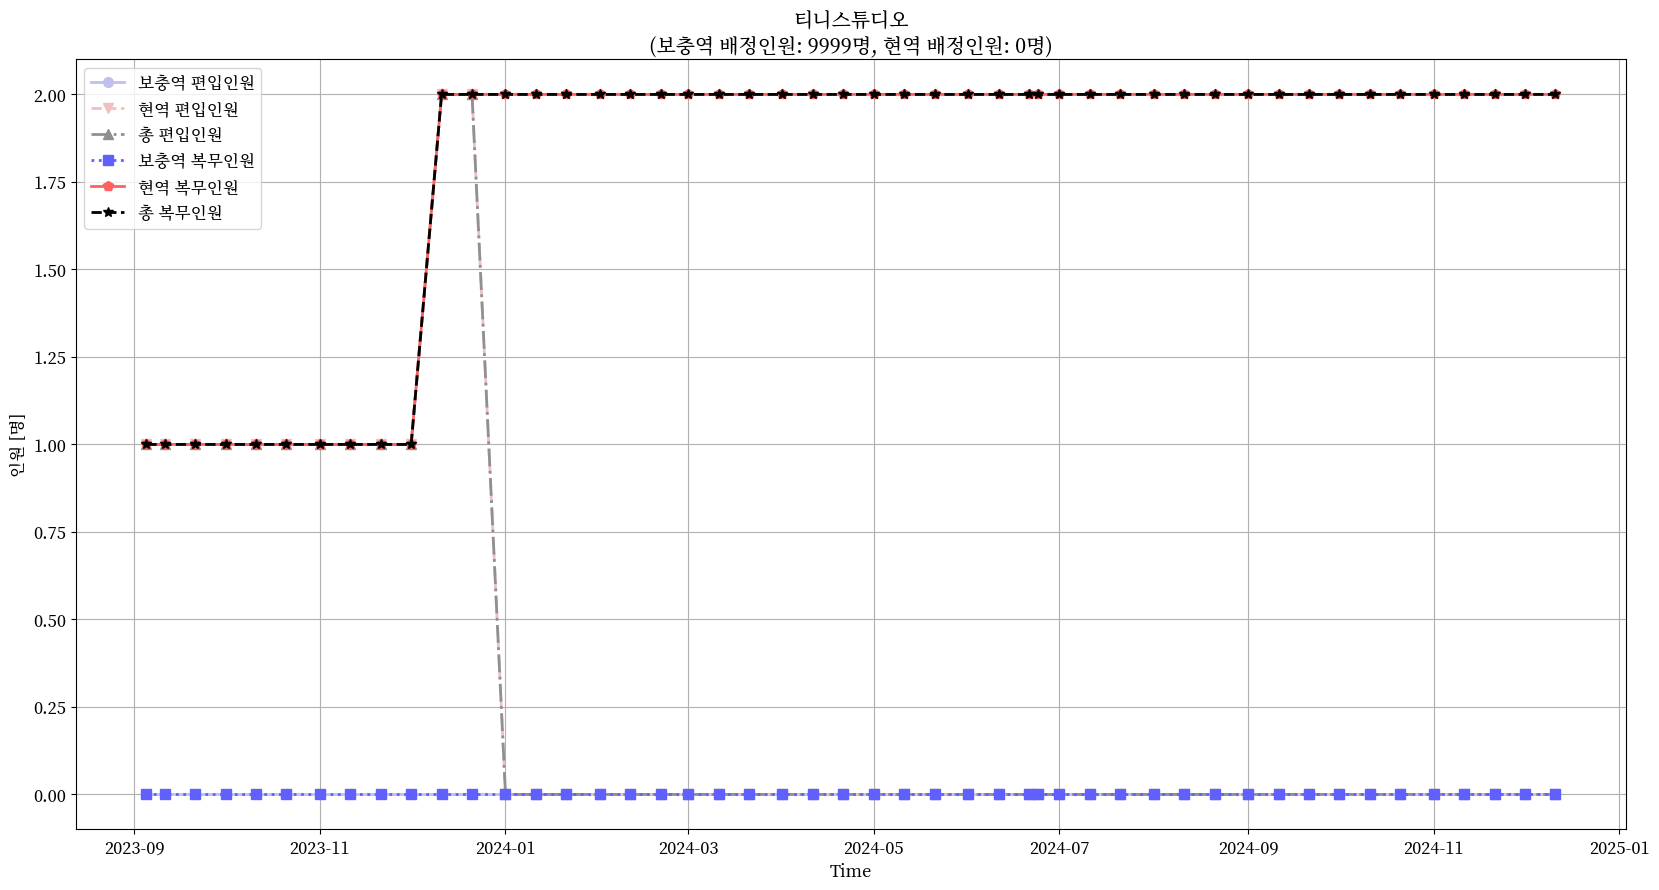 티니스튜디오
(보충역 배정인원: 9999명, 현역 배정인원: 0명)
보충역 편입인원
현역 편입인원
총 편입인원
보충역 복무인원
현역 복무인원
총 복무인원
2.00
1.75
1.50
1.25
1.00
0.75
0.50
0.25
0.00
인원 [명]
2023-09 2023-11 2024-01 2024-03 2024-05 2024-07 2024-09 2024-11 2025-01
Time